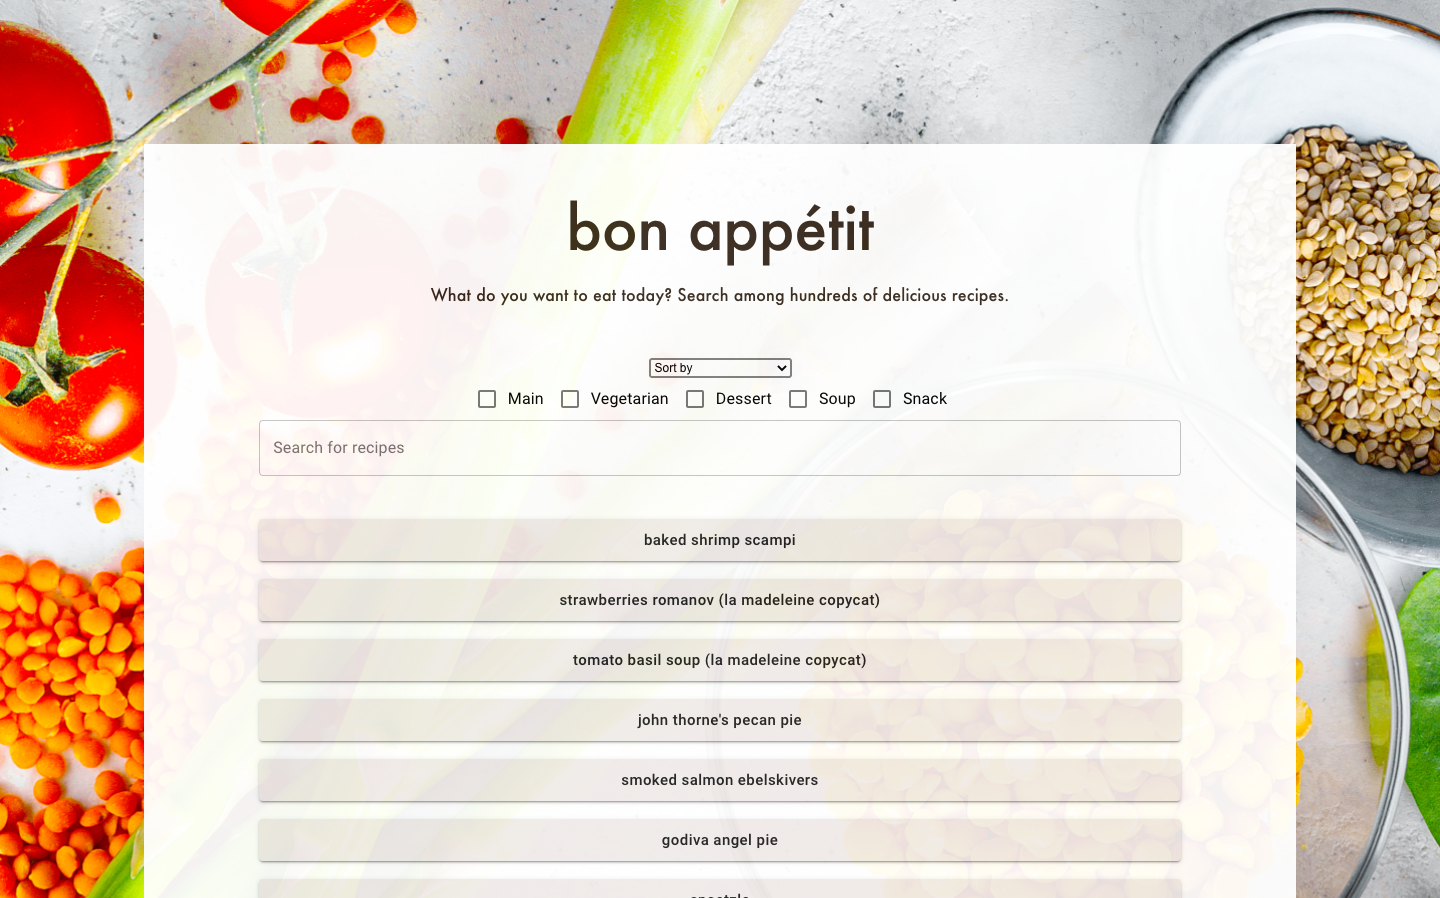 bon appétit
What do you want to eat today? Search among hundreds of delicious recipes.
Sort by
Main Vegetarian Dessert Soup Snack
Search for recipes
baked shrimp scampi
strawberries romanov (la madeleine copycat)
tomato basil soup (la madeleine copycat)
john thorne's pecan pie
smoked salmon ebelskivers
godiva angel pie